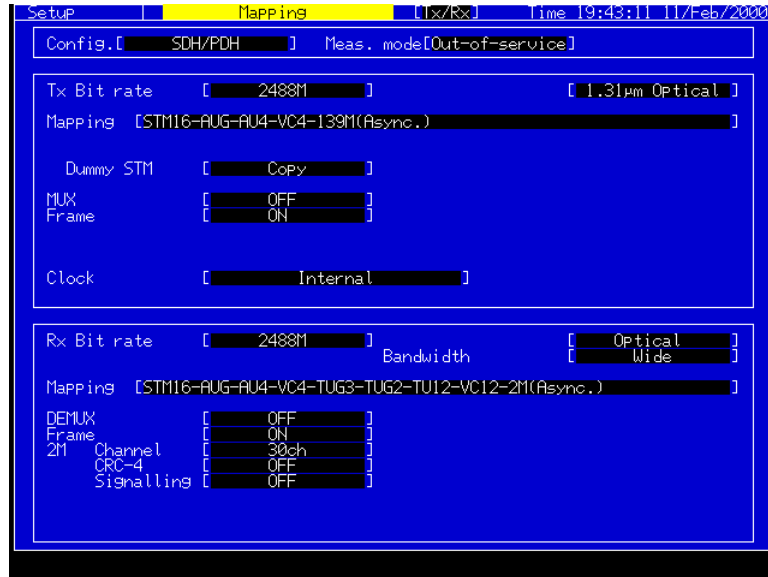 Setup | Mapping [Tx/Rx] Time 19:43:11 11/Feb/2000
Config.[ SDH/PDH ] Meas. mode[Out-of-service]
Tx Bit rate [ 2488M ] [ 1.31μm Optical ]
Mapping [STM16-AUG-AU4-VC4-139M(Async.) ]
Dummy STM [ Copy ]
MUX [ OFF ]
Frame [ ON ]
Clock [ Internal ]
Rx Bit rate [ 2488M ] [ Optical ]
Bandwidth [ Wide ]
Mapping [STM16-AUG-AU4-VC4-TUG3-TUG2-TU12-VC12-2M(Async.) ]
DEMUX [ OFF ]
Frame [ ON ]
2M Channel [ 30ch ]
CRC-4 [ OFF ]
Signalling [ OFF ]